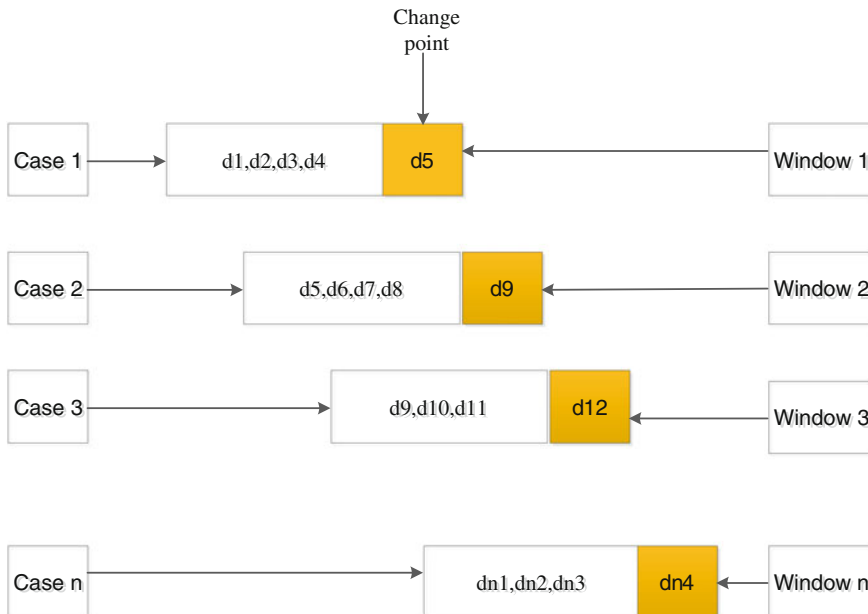 Change
point
Case 1
d1,d2,d3,d4
d5
Window 1
Case 2
d5,d6,d7,d8
d9
Window 2
Case 3
d9,d10,d11
d12
Window 3
Case n
dn1,dn2,dn3
dn4
Window n